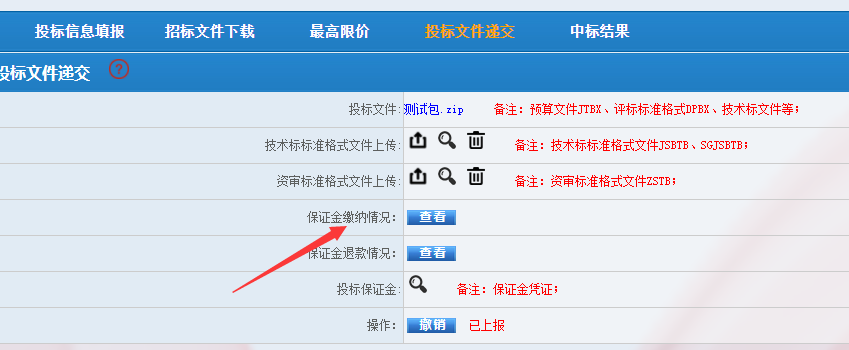 投标信息填报 招标文件下载 最高限价 投标文件递交 中标结果
投标文件递交 ?
投标文件: 测试包.zip 备注：预算文件JTBX、评标标准格式DPBX、技术标文件等；
技术标标准格式文件上传: 备注：技术标标准格式文件JSBTB、SGJSBTB；
资审标准格式文件上传: 备注：资审标准格式文件ZSTB；
保证金缴纳情况： 查看
保证金退款情况： 查看
投标保证金: 备注：保证金凭证；
操作： 撤销 已上报